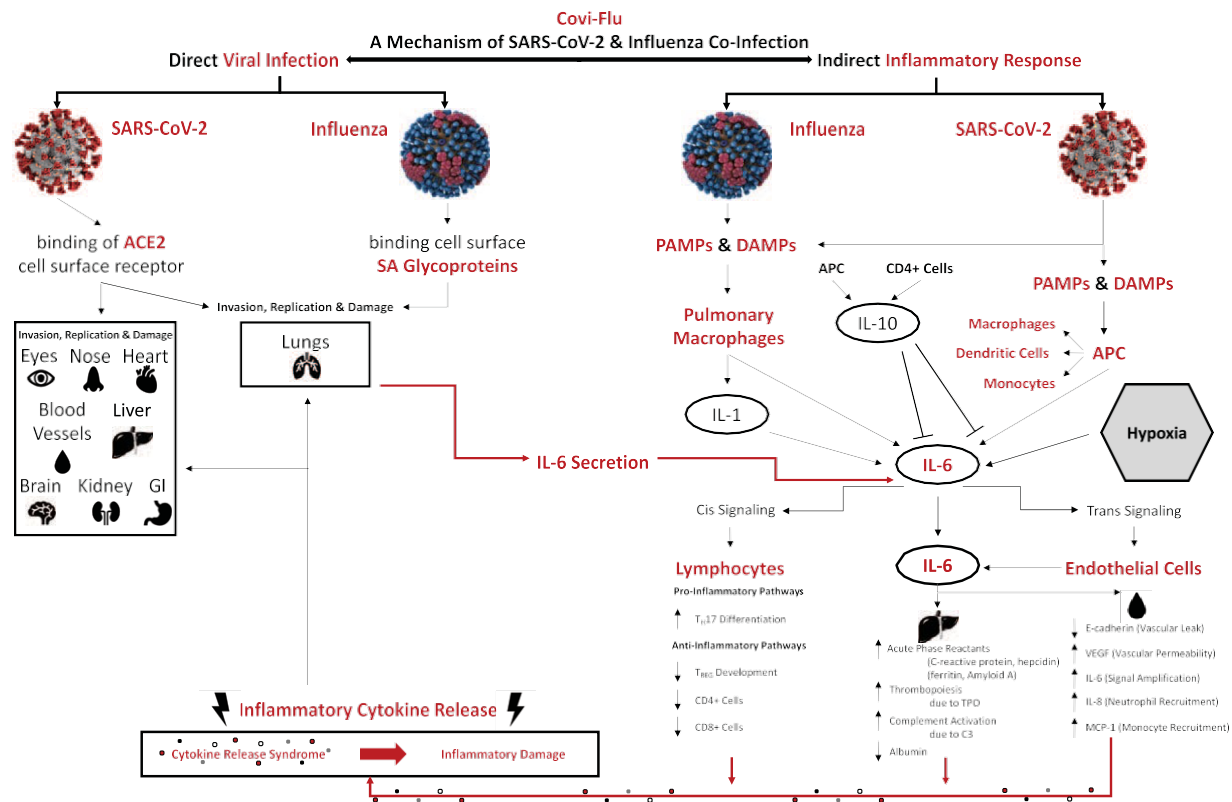 Covi-Flu
A Mechanism of SARS-CoV-2 & Influenza Co-Infection
Direct Viral Infection
Indirect Inflammatory Response
SARS-CoV-2
Influenza
Influenza
SARS-CoV-2
binding of ACE2
cell surface receptor
binding cell surface
SA Glycoproteins
Invasion, Replication & Damage
Invasion, Replication & Damage
Eyes Nose Heart
Blood
Vessels
Liver
Brain Kidney GI
Lungs
IL-6 Secretion
PAMPs & DAMPs
APC
CD4+ Cells
IL-10
PAMPs & DAMPs
Pulmonary
Macrophages
Macrophages
Dendritic Cells
Monocytes
APC
IL-1
Hypoxia
IL-6
Cis Signaling
Trans Signaling
IL-6
Lymphocytes
Pro-Inflammatory Pathways
TH17 Differentiation
Anti-Inflammatory Pathways
TREG Development
CD4+ Cells
CD8+ Cells
Acute Phase Reactants
(C-reactive protein, hepcidin)
(ferritin, Amyloid A)
Thrombopoiesis
due to TPO
Complement Activation
due to C3
Albumin
Endothelial Cells
E-cadherin (Vascular Leak)
VEGF (Vascular Permeability)
IL-6 (Signal Amplification)
IL-8 (Neutrophil Recruitment)
MCP-1 (Monocyte Recruitment)
Inflammatory Cytokine Release
Cytokine Release Syndrome
Inflammatory Damage